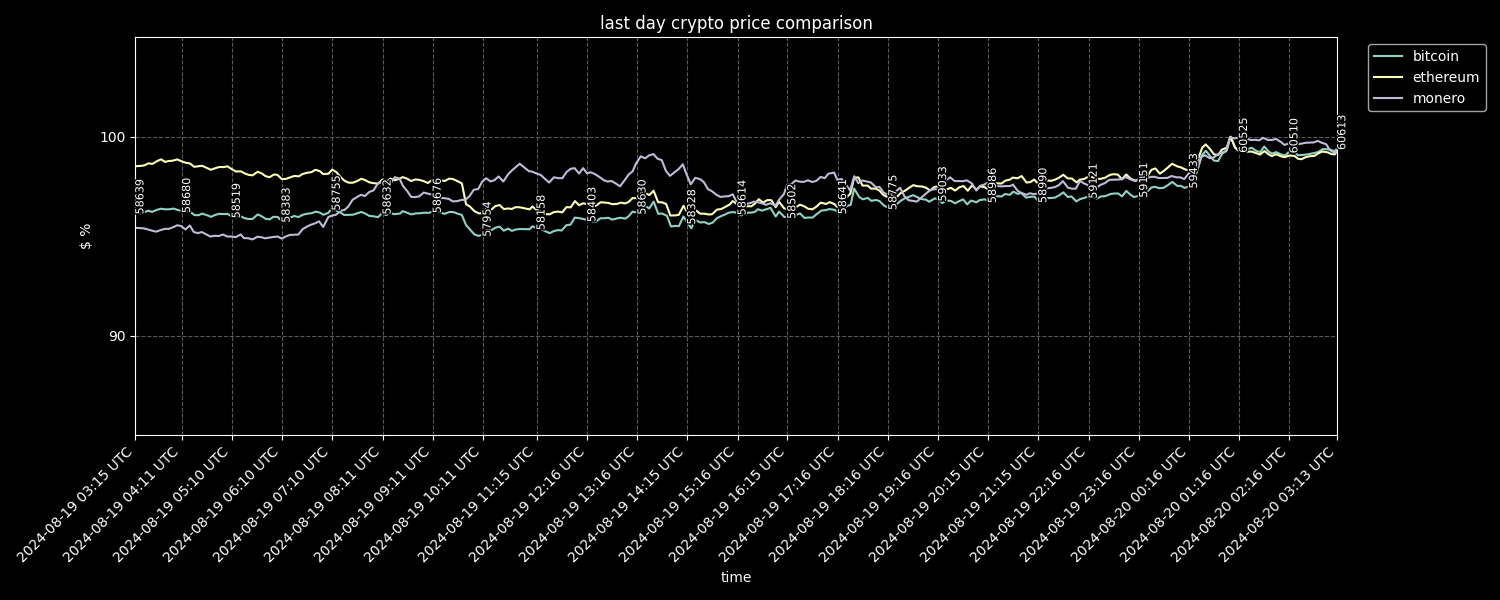 last day crypto price comparison
bitcoin
ethereum
monero
100
90
$ %
58639
58680
58519
58383
58755
58632
58676
57934
58158
58403
58630
58328
58614
58502
58641
58775
59033
58986
58990
59021
59151
59433
60525
60510
60613
2024-08-19 03:15 UTC
2024-08-19 04:11 UTC
2024-08-19 05:10 UTC
2024-08-19 06:10 UTC
2024-08-19 07:10 UTC
2024-08-19 08:11 UTC
2024-08-19 09:11 UTC
2024-08-19 10:11 UTC
2024-08-19 11:15 UTC
2024-08-19 12:16 UTC
2024-08-19 13:16 UTC
2024-08-19 14:15 UTC
2024-08-19 15:16 UTC
2024-08-19 16:15 UTC
2024-08-19 17:16 UTC
2024-08-19 18:16 UTC
2024-08-19 19:16 UTC
2024-08-19 20:15 UTC
2024-08-19 21:15 UTC
2024-08-19 22:16 UTC
2024-08-19 23:16 UTC
2024-08-20 00:16 UTC
2024-08-20 01:16 UTC
2024-08-20 02:16 UTC
2024-08-20 03:13 UTC
time